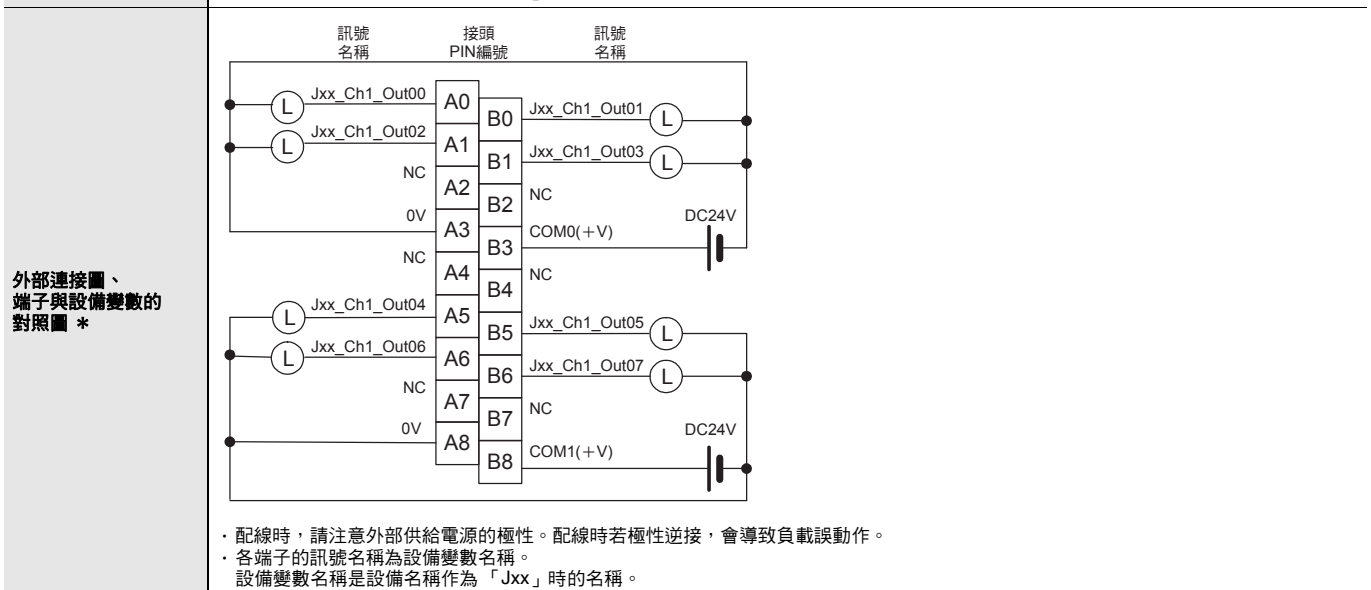 外部連接圖、
端子與設備變數的
對照圖 ＊
訊號
名稱
接頭
PIN編號
訊號
名稱
Jxx_Ch1_Out00
L
A0
B0
Jxx_Ch1_Out01
L
Jxx_Ch1_Out02
L
A1
B1
Jxx_Ch1_Out03
L
NC
A2
B2
NC
0V
A3
B3
COM0(＋V)
DC24V
NC
A4
B4
NC
Jxx_Ch1_Out04
L
A5
B5
Jxx_Ch1_Out05
L
Jxx_Ch1_Out06
L
A6
B6
Jxx_Ch1_Out07
L
NC
A7
B7
NC
0V
A8
B8
COM1(＋V)
DC24V
・配線時，請注意外部供給電源的極性。配線時若極性逆接，會導致負載誤動作。
・各端子的訊號名稱為設備變數名稱。
設備變數名稱是設備名稱作為「Jxx」時的名稱。